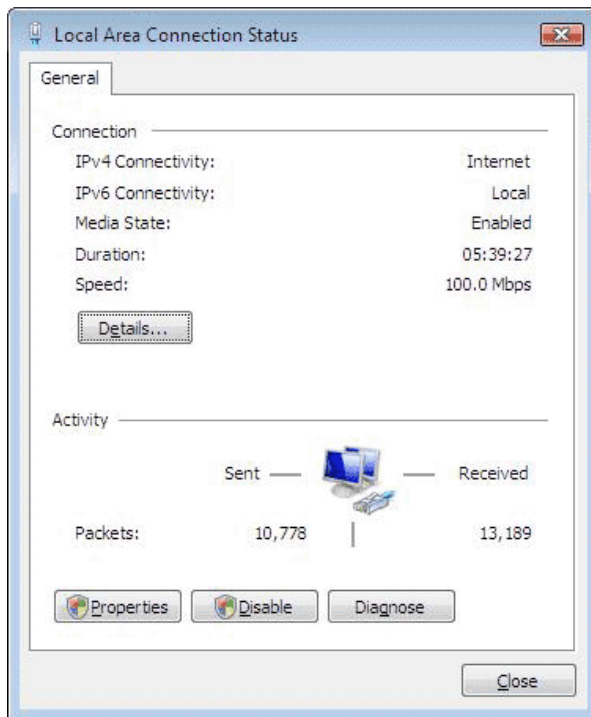 Local Area Connection Status
General
Connection
IPv4 Connectivity: Internet
IPv6 Connectivity: Local
Media State: Enabled
Duration: 05:39:27
Speed: 100.0 Mbps
Details...
Activity
Sent Received
Packets: 10,778 13,189
Properties Disable Diagnose
Close